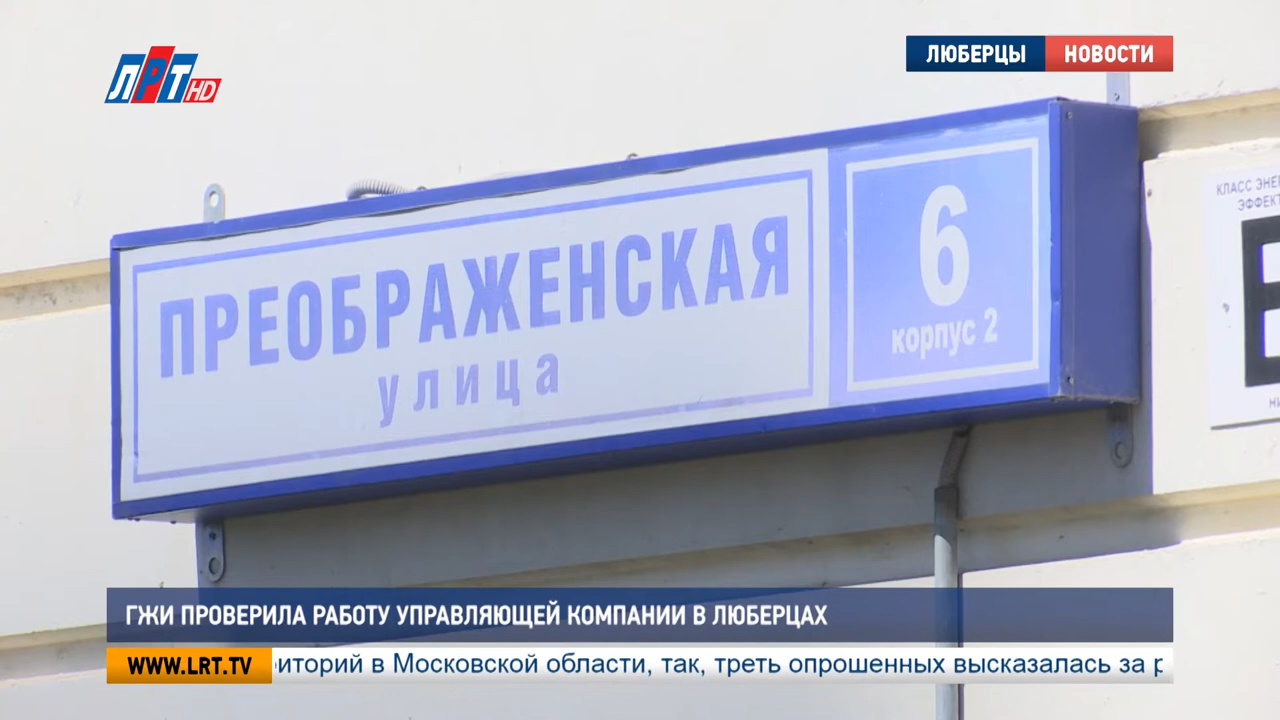 ЛРТ HD
ЛЮБЕРЦЫ НОВОСТИ
ПРЕОБРАЖЕНСКАЯ
улица
6
корпус 2
КЛАСС
ГЖИ ПРОВЕРИЛА РАБОТУ УПРАВЛЯЮЩЕЙ КОМПАНИИ В ЛЮБЕРЦАХ
WWW.LRT.TV
в Московской области, так, треть опрошенных высказалась за